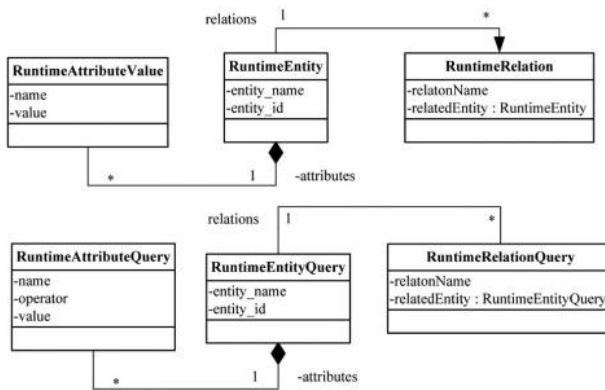 relations 1 *
RuntimeAttributeValue
-name
-value
RuntimeEntity
-entity_name
-entity_id
RuntimeRelation
-relatonName
-relatedEntity : RuntimeEntity
* 1 -attributes
relations 1 *
RuntimeAttributeQuery
-name
-operator
-value
RuntimeEntityQuery
-entity_name
-entity_id
RuntimeRelationQuery
-relatonName
-relatedEntity : RuntimeEntityQuery
* 1 -attributes